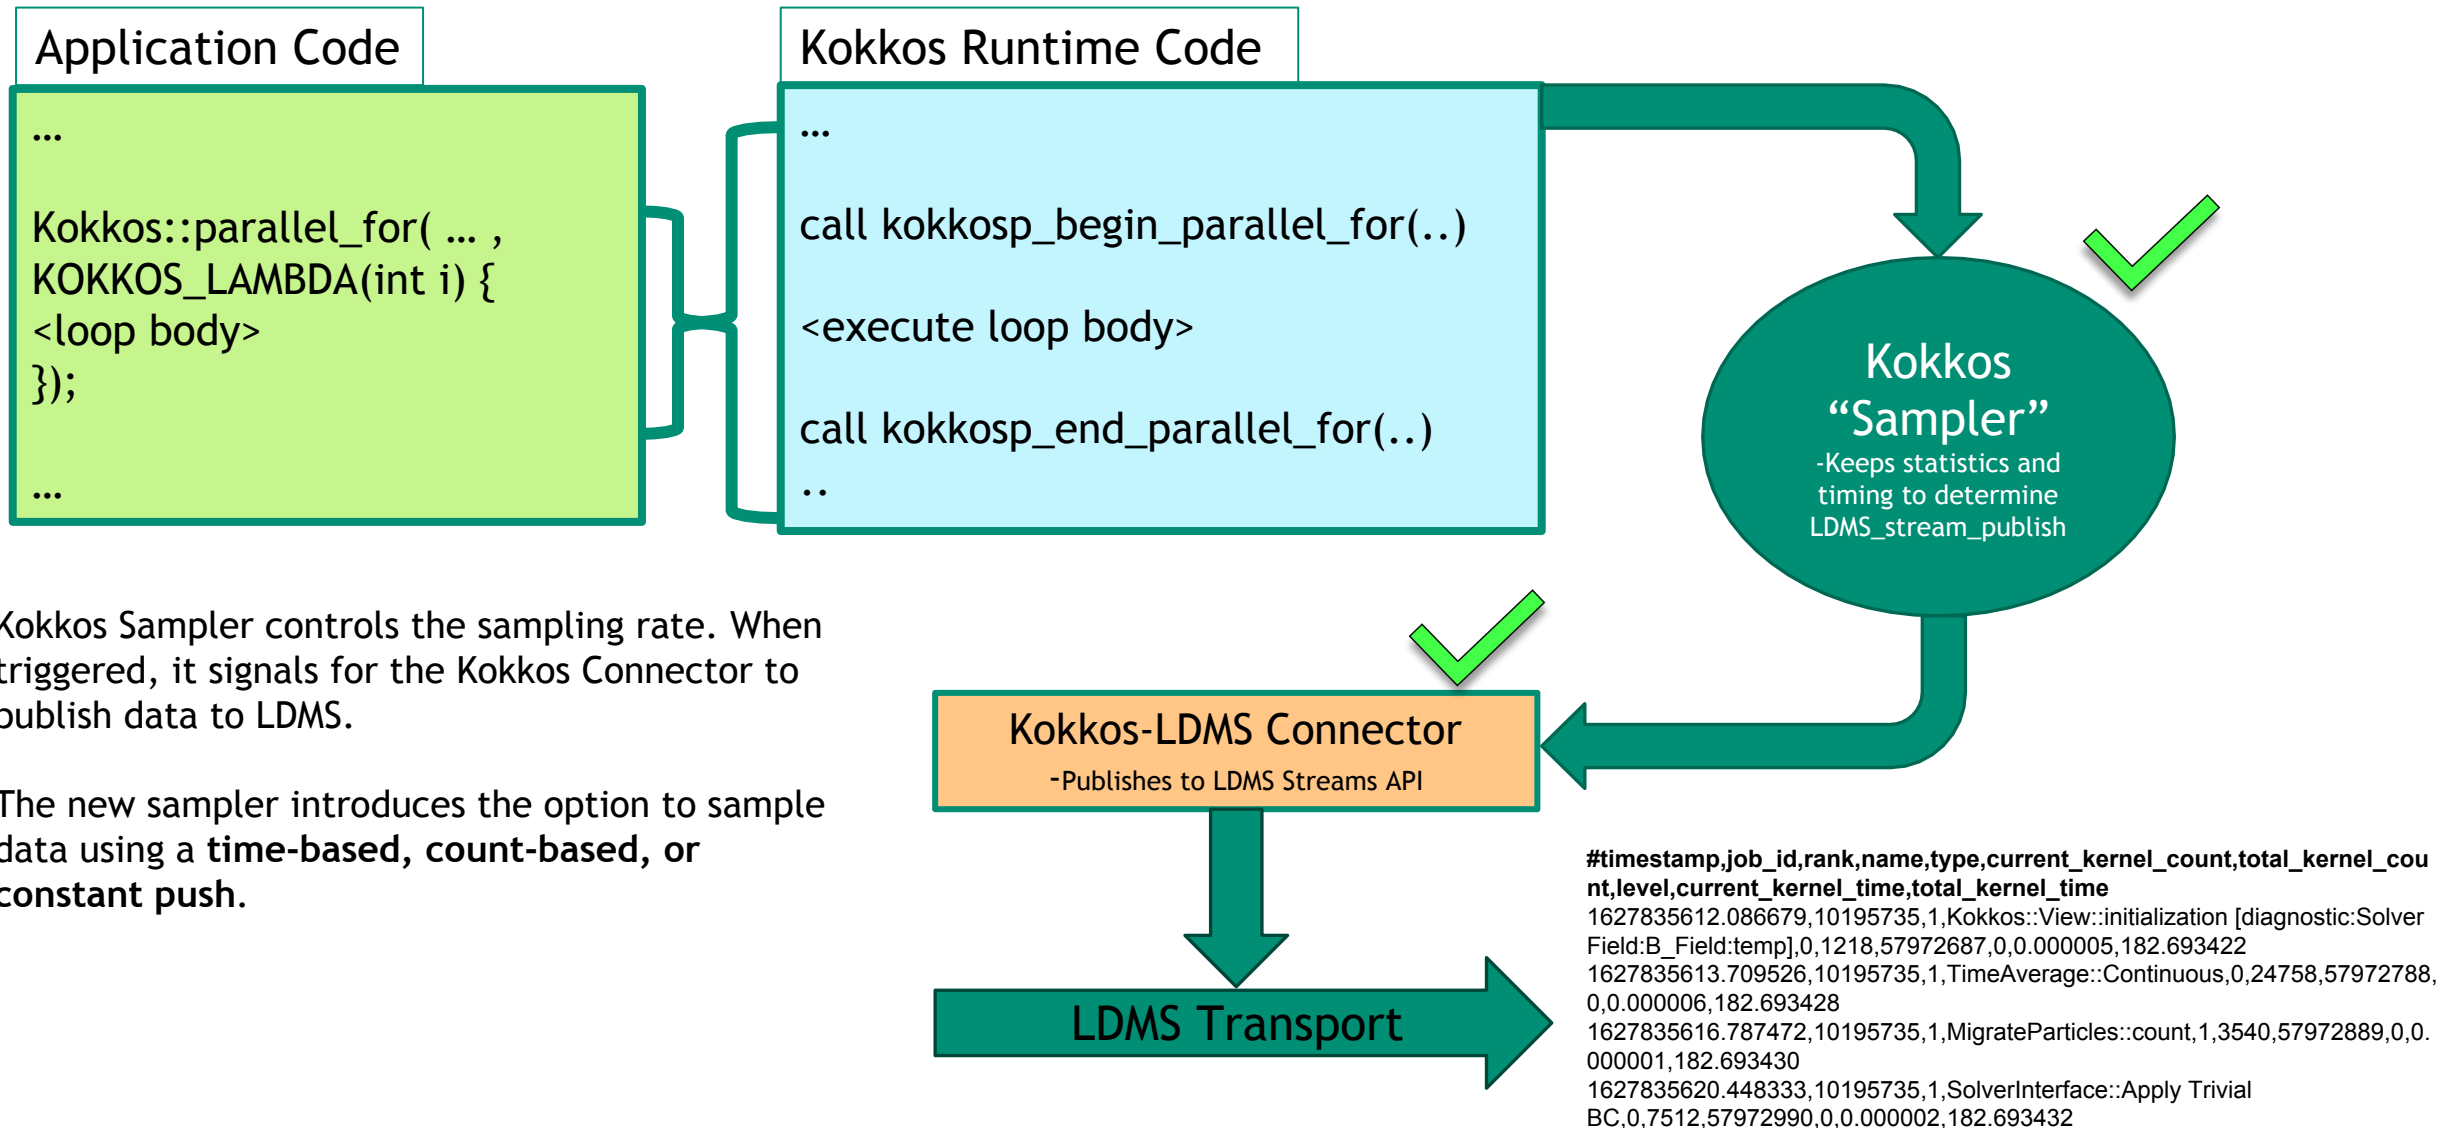 Application Code
…
Kokkos::parallel_for( … ,
KOKKOS_LAMBDA(int i) {
<loop body>
});
…
Kokkos Runtime Code
…
call kokkosp_begin_parallel_for(..)
<execute loop body>
call kokkosp_end_parallel_for(..)
..
Kokkos
“Sampler”
-Keeps statistics and
timing to determine
LDMS_stream_publish
Kokkos Sampler controls the sampling rate. When
triggered, it signals for the Kokkos Connector to
publish data to LDMS.
The new sampler introduces the option to sample
data using a time-based, count-based, or
constant push.
Kokkos-LDMS Connector
-Publishes to LDMS Streams API
LDMS Transport
#timestamp,job_id,rank,name,type,current_kernel_count,total_kernel_cou
nt,level,current_kernel_time,total_kernel_time
1627835612.086679,10195735,1,Kokkos::View::initialization [diagnostic:Solver
Field:B_Field:temp],0,1218,57972687,0,0.000005,182.693422
1627835613.709526,10195735,1,TimeAverage::Continuous,0,24758,57972788,
0,0.000006,182.693428
1627835616.787472,10195735,1,MigrateParticles::count,1,3540,57972889,0,0.
000001,182.693430
1627835620.448333,10195735,1,SolverInterface::Apply Trivial
BC,0,7512,57972990,0,0.000002,182.693432